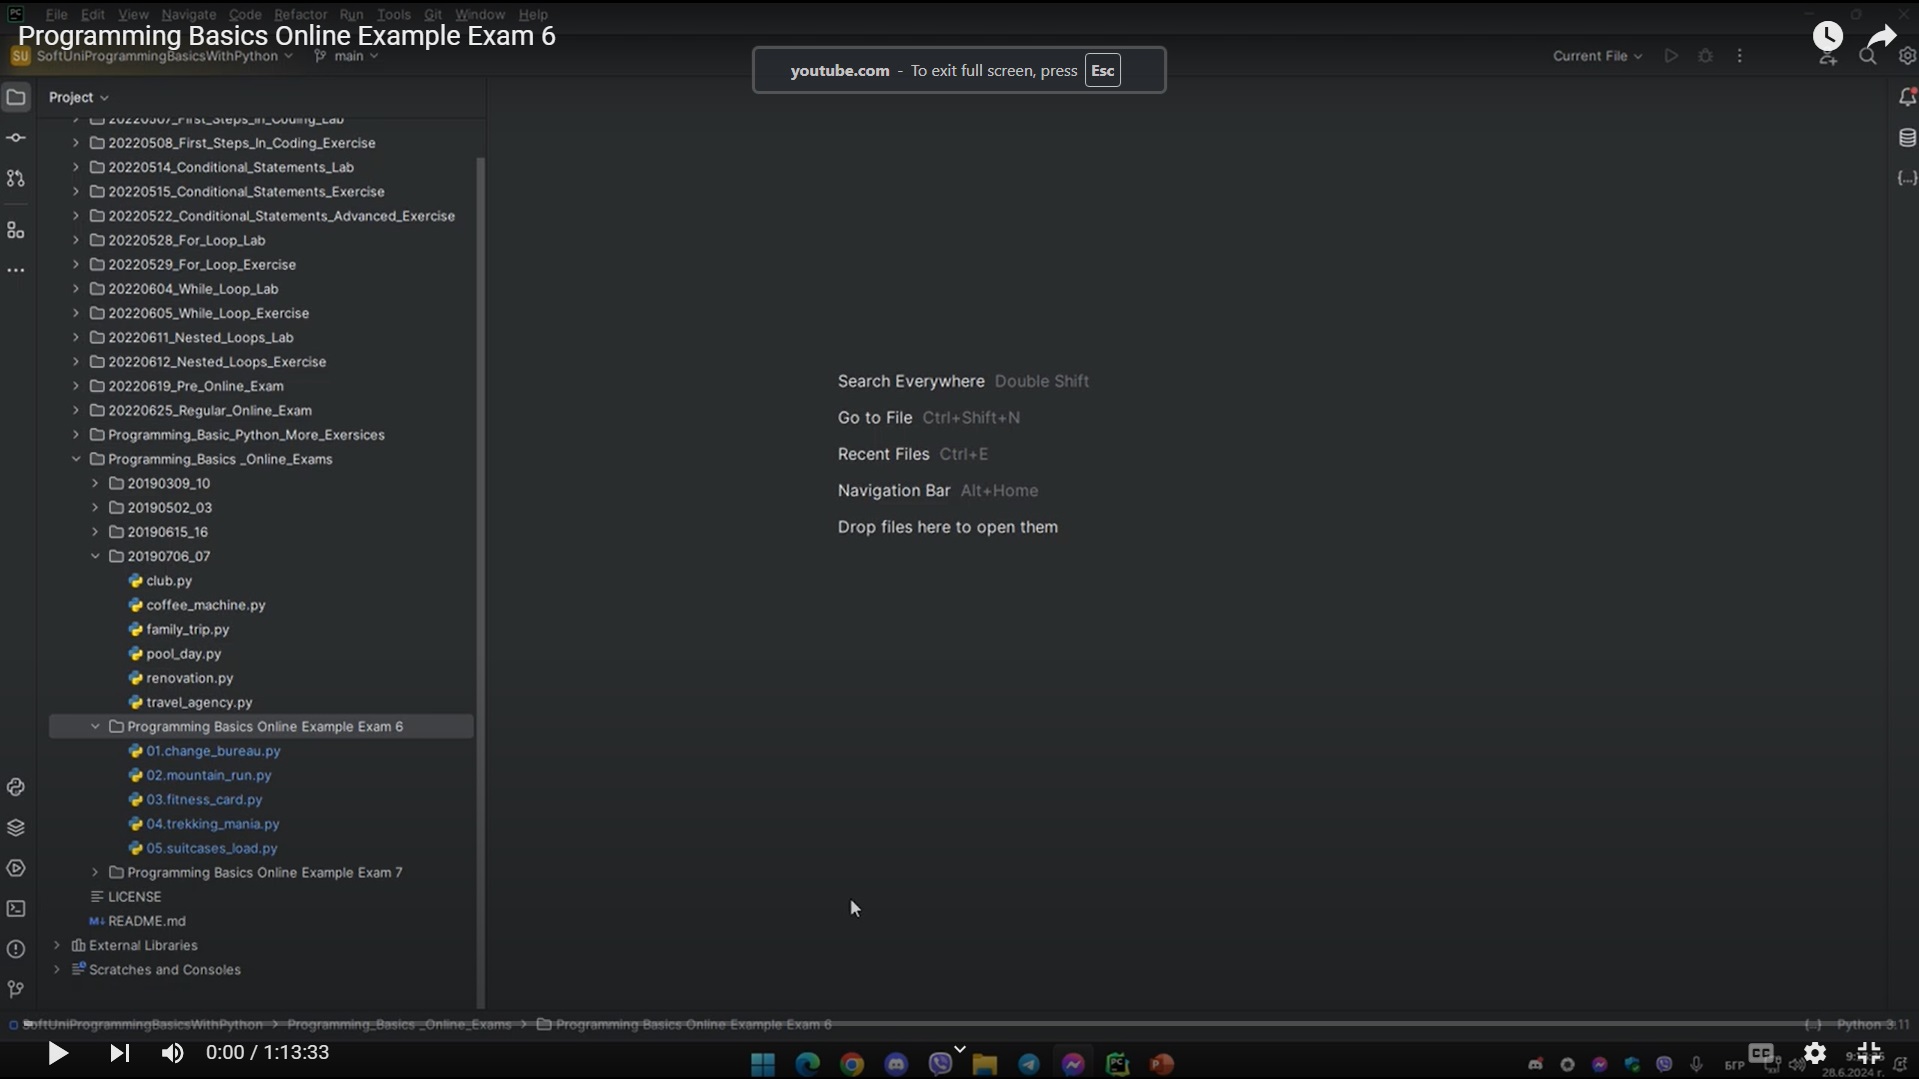 File Edit View Navigate Code Refactor Run Tools Git Window Help
Programming Basics Online Example Exam 6
SU SoftUniProgrammingBasicsWithPython main
Current File
youtube.com - To exit full screen, press Esc
Project
20220507_First_Steps_In_Coding_Lab
20220508_First_Steps_In_Coding_Exercise
20220514_Conditional_Statements_Lab
20220515_Conditional_Statements_Exercise
20220522_Conditional_Statements_Advanced_Exercise
20220528_For_Loop_Lab
20220529_For_Loop_Exercise
20220604_While_Loop_Lab
20220605_While_Loop_Exercise
20220611_Nested_Loops_Lab
20220612_Nested_Loops_Exercise
20220619_Pre_Online_Exam
20220625_Regular_Online_Exam
Programming_Basic_Python_More_Exersices
Programming_Basics _Online_Exams
20190309_10
20190502_03
20190615_16
20190706_07
club.py
coffee_machine.py
family_trip.py
pool_day.py
renovation.py
travel_agency.py
Programming Basics Online Example Exam 6
01.change_bureau.py
02.mountain_run.py
03.fitness_card.py
04.trekking_mania.py
05.suitcases_load.py
Programming Basics Online Example Exam 7
LICENSE
M↓ README.md
External Libraries
Scratches and Consoles
Search Everywhere Double Shift
Go to File Ctrl+Shift+N
Recent Files Ctrl+E
Navigation Bar Alt+Home
Drop files here to open them
SoftUniProgrammingBasicsWithPython > Programming_Basics _Online_Exams > Programming Basics Online Example Exam 6
Python 3.11
0:00 / 1:13:33
БГР
CC
28.6.2024 г.